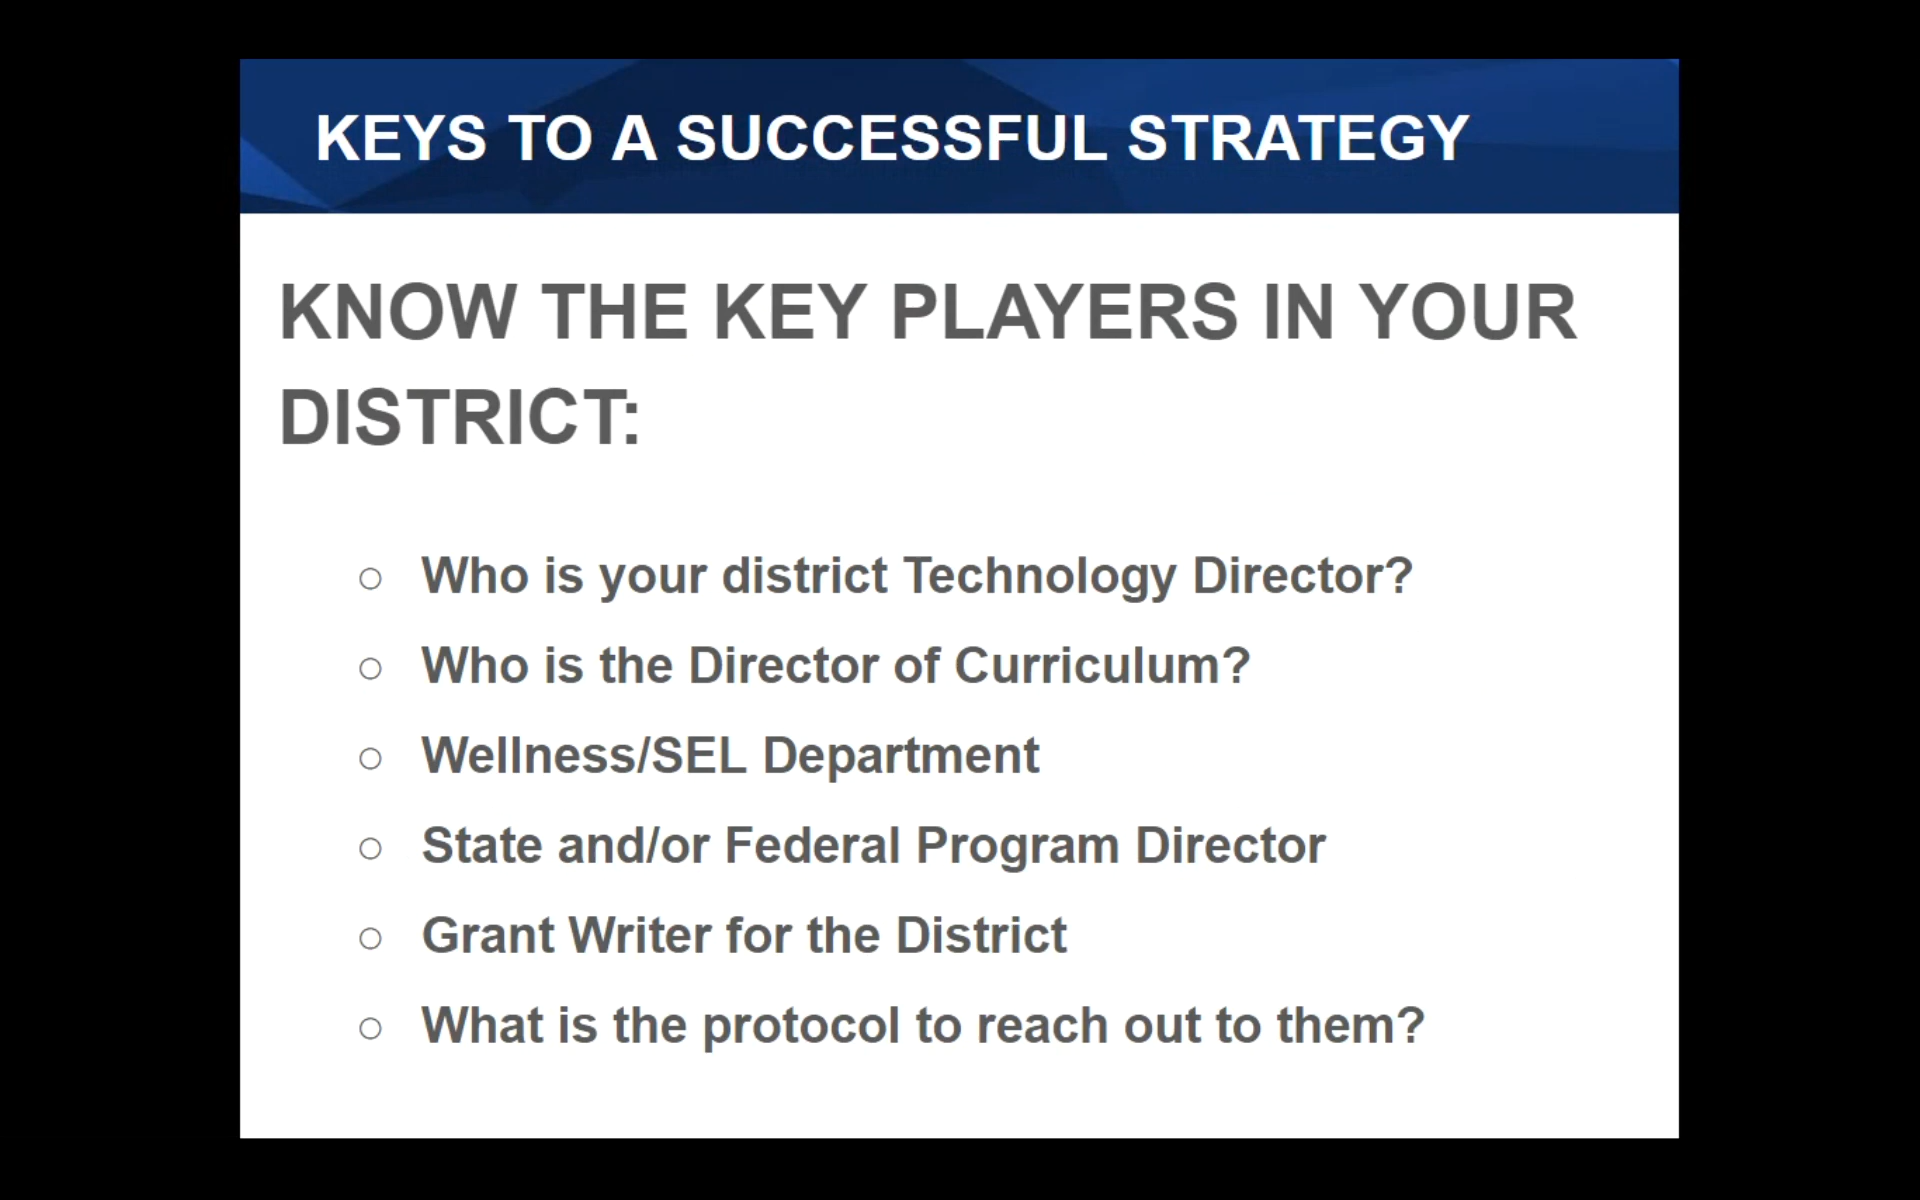 KEYS TO A SUCCESSFUL STRATEGY
KNOW THE KEY PLAYERS IN YOUR
DISTRICT:
○ Who is your district Technology Director?
○ Who is the Director of Curriculum?
○ Wellness/SEL Department
○ State and/or Federal Program Director
○ Grant Writer for the District
○ What is the protocol to reach out to them?